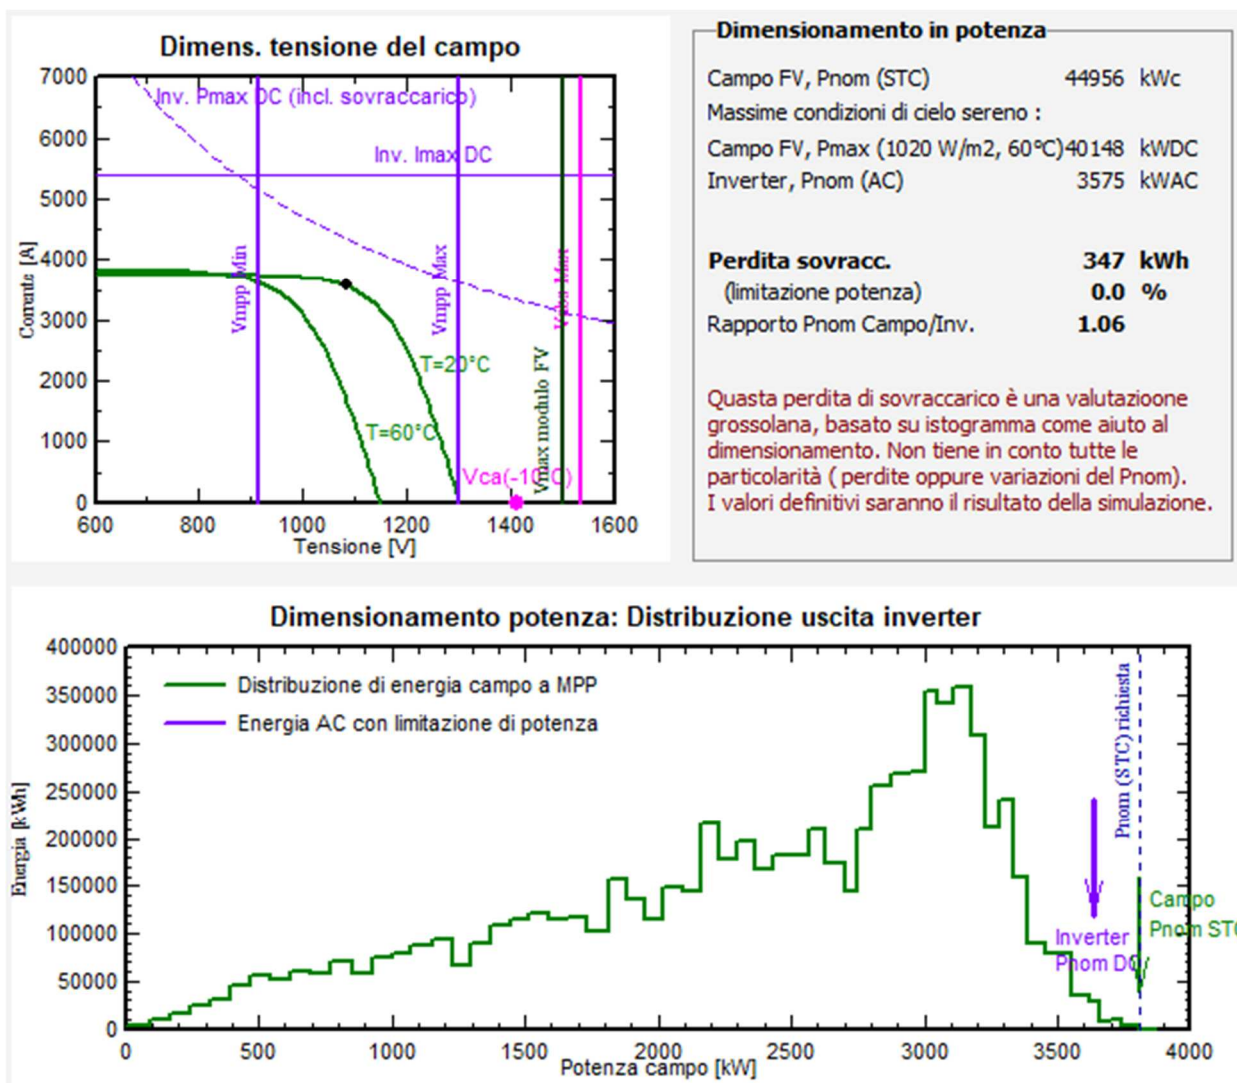 Dimens. tensione del campo
7000
6000
5000
4000
3000
2000
1000
0
Corrente [A]
Inv. Pmax DC (incl. sovraccarico)
Inv. Imax DC
Vmpp Min
Vmpp Max
T=20°C
T=60°C
Vmax modulo FV
Vca(-10°C)
600
800
1000
1200
1400
1600
Tensione [V]
Dimensionamento in potenza
Campo FV, Pnom (STC) 44956 kWc
Massime condizioni di cielo sereno :
Campo FV, Pmax (1020 W/m2, 60°C) 40148 kWDC
Inverter, Pnom (AC) 3575 kWAC
Perdita sovracc. 347 kWh
(limitazione potenza) 0.0 %
Rapporto Pnom Campo/Inv. 1.06
Quasta perdita di sovraccarico è una valutazioone
grossolana, basato su istogramma come aiuto al
dimensionamento. Non tiene in conto tutte le
particolarità ( perdite oppure variazioni del Pnom).
I valori definitivi saranno il risultato della simulazione.
Dimensionamento potenza: Distribuzione uscita inverter
400000
350000
300000
250000
200000
150000
100000
50000
0
Energia [kWh]
Distribuzione di energia campo a MPP
Energia AC con limitazione di potenza
Pnom (STC) richiesta
Campo
Pnom STC
Inverter
Pnom DC
0
500
1000
1500
2000
2500
3000
3500
4000
Potenza campo [kW]